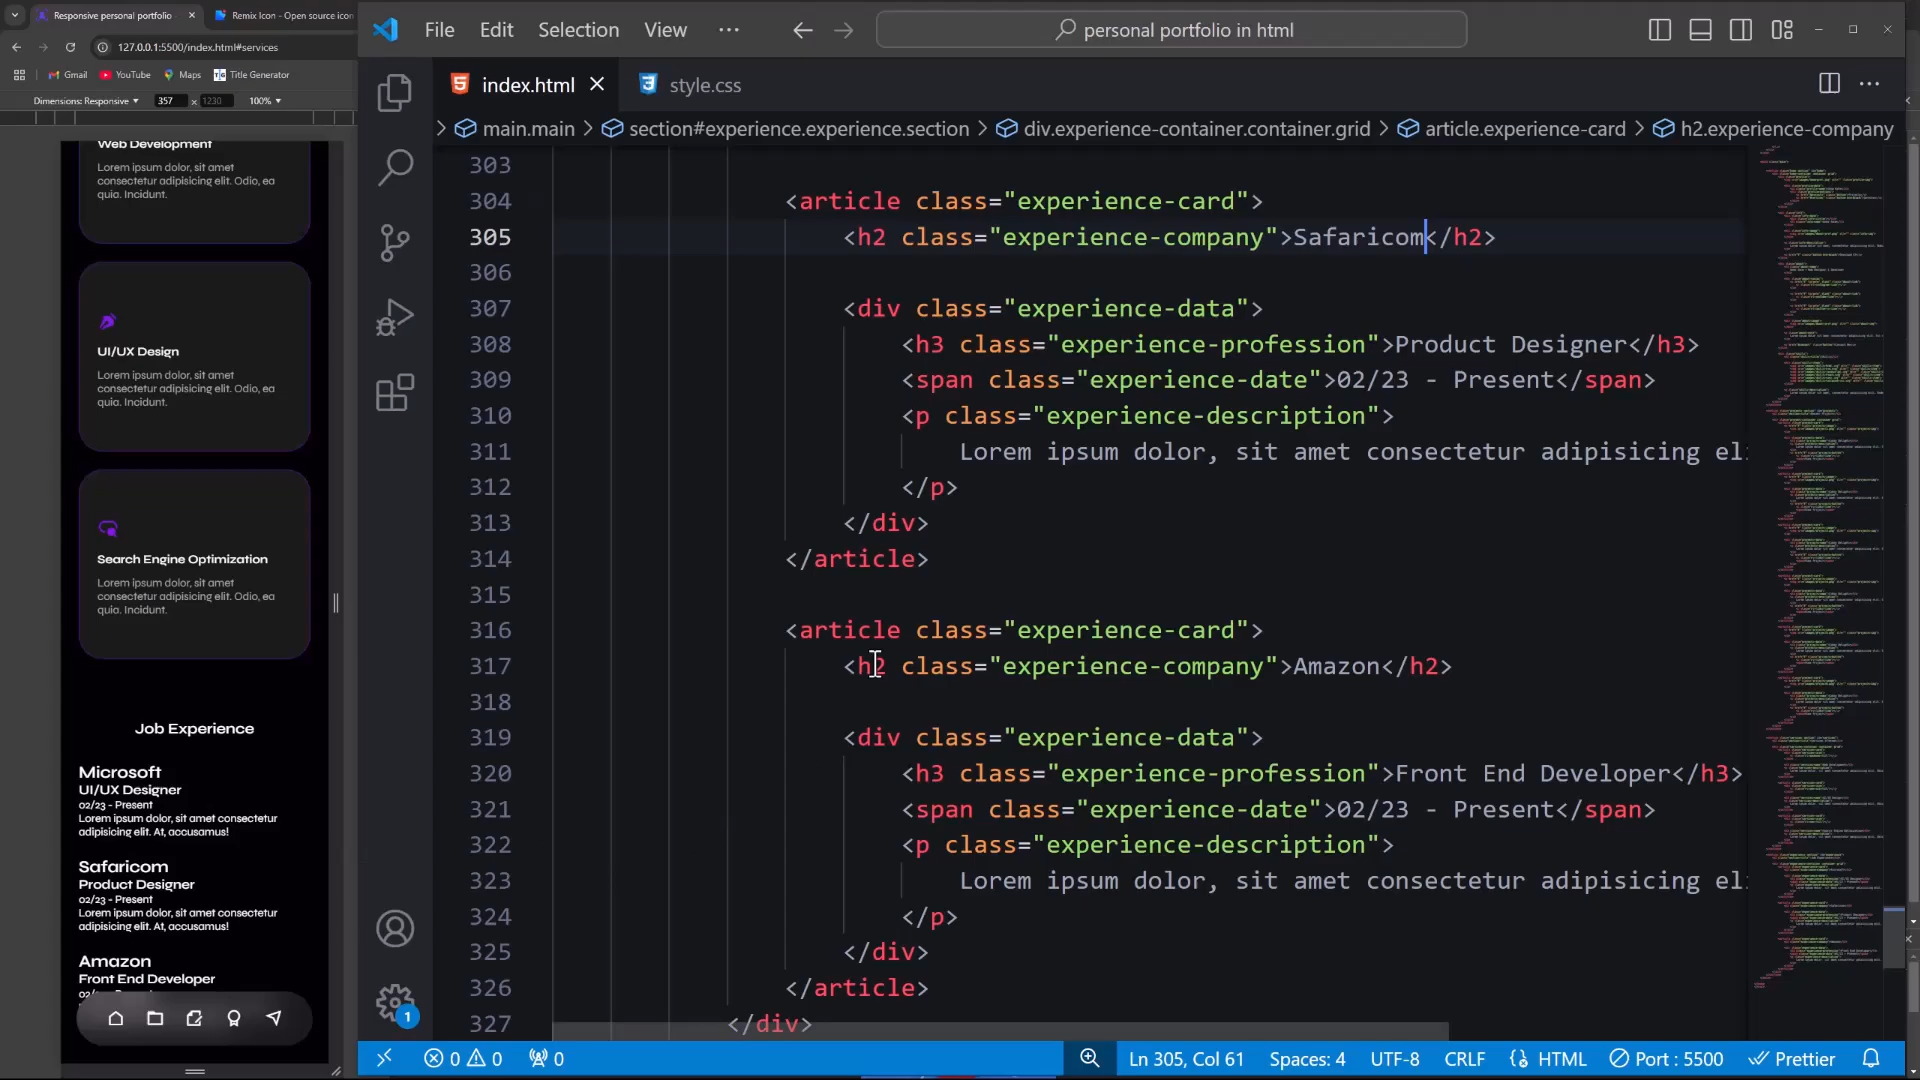 Responsive personal portfolio
Remix Icon - Open source icon
127.0.0.1:5500/index.html#services
Gmail YouTube Maps Title Generator
Dimensions: Responsive 357 x 1230 100%
Web Development
Lorem ipsum dolor, sit amet
consectetur adipisicing elit. Odio, ea
quia. Incidunt.
UI/UX Design
Lorem ipsum dolor, sit amet
consectetur adipisicing elit. Odio, ea
quia. Incidunt.
Search Engine Optimization
Lorem ipsum dolor, sit amet
consectetur adipisicing elit. Odio, ea
quia. Incidunt.
Job Experience
Microsoft
UI/UX Designer
02/23 - Present
Lorem ipsum dolor, sit amet consectetur
adipisicing elit. At, accusamus!
Safaricom
Product Designer
02/23 - Present
Lorem ipsum dolor, sit amet consectetur
adipisicing elit. At, accusamus!
Amazon
Front End Developer
File Edit Selection View ···
personal portfolio in html
index.html
style.css
main.main > section#experience.experience.section > div.experience-container.container.grid > article.experience-card > h2.experience-company
303
304 <article class="experience-card">
305 <h2 class="experience-company">Safaricom</h2>
306
307 <div class="experience-data">
308 <h3 class="experience-profession">Product Designer</h3>
309 <span class="experience-date">02/23 - Present</span>
310 <p class="experience-description">
311 Lorem ipsum dolor, sit amet consectetur adipisicing eli
312 </p>
313 </div>
314 </article>
315
316 <article class="experience-card">
317 <h2 class="experience-company">Amazon</h2>
318
319 <div class="experience-data">
320 <h3 class="experience-profession">Front End Developer</h3>
321 <span class="experience-date">02/23 - Present</span>
322 <p class="experience-description">
323 Lorem ipsum dolor, sit amet consectetur adipisicing eli
324 </p>
325 </div>
326 </article>
327 </div>
1
0 0 0 Ln 305, Col 61 Spaces: 4 UTF-8 CRLF HTML Port : 5500 Prettier